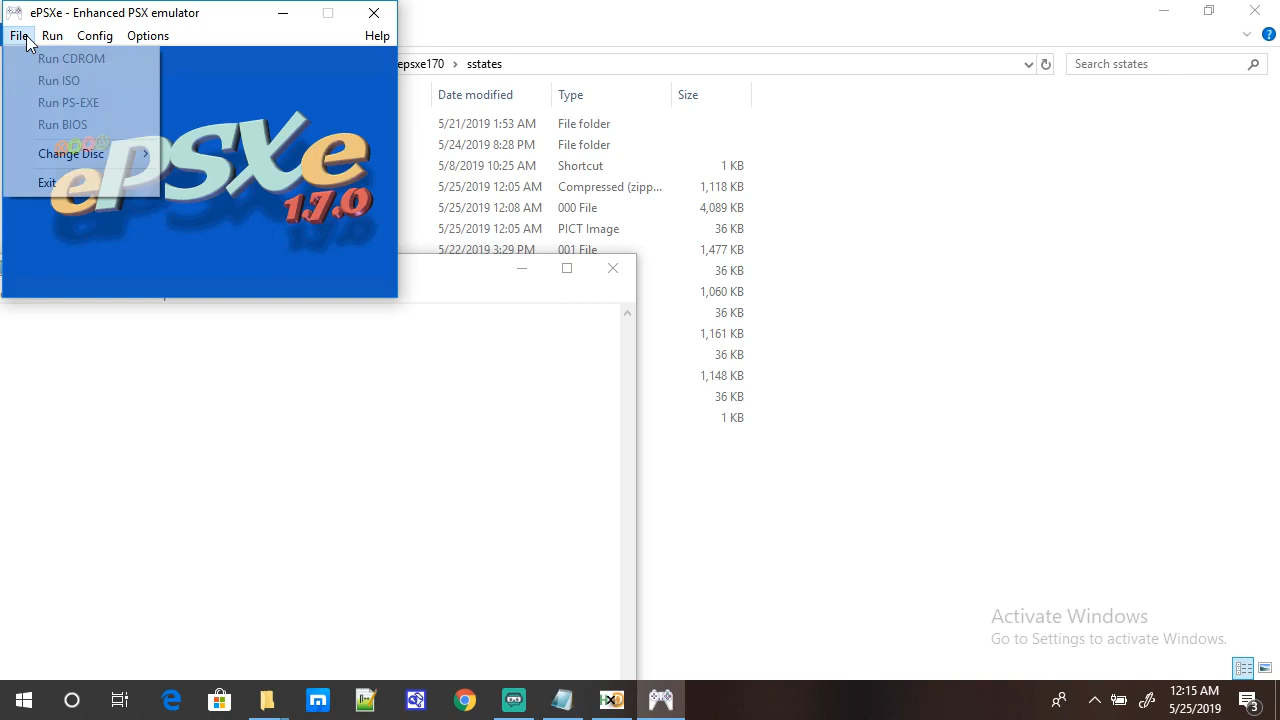 ePSXe - Enhanced PSX emulator
File Run Config Options Help
Run CDROM
Run ISO
Run PS-EXE
Run BIOS
Change Disc
Exit
ePSXe
1.7.0
epsxe170 > sstates
Search sstates
Date modified Type Size
5/21/2019 1:53 AM File folder
5/24/2019 8:28 PM File folder
5/8/2019 10:25 AM Shortcut 1 KB
5/25/2019 12:05 AM Compressed (zipp... 1,118 KB
5/25/2019 12:08 AM 000 File 4,089 KB
5/25/2019 12:05 AM PICT Image 36 KB
5/22/2019 3:29 PM 001 File 1,477 KB
36 KB
1,060 KB
36 KB
1,161 KB
36 KB
1,148 KB
36 KB
1 KB
Activate Windows
Go to Settings to activate Windows.
12:15 AM
5/25/2019
3